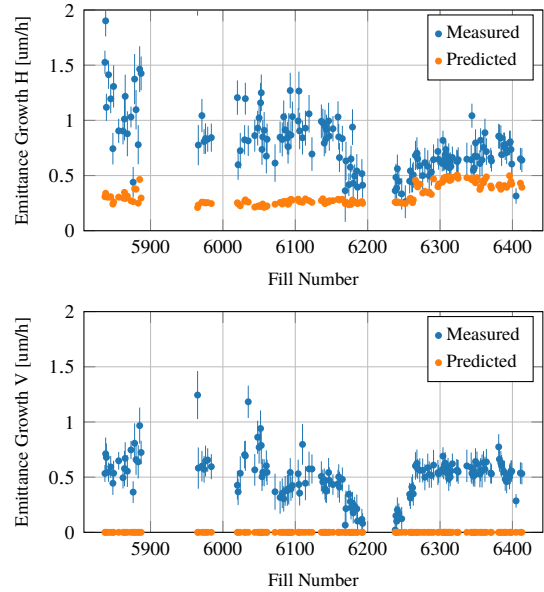 Emittance Growth H [um/h]
2
1.5
1
0.5
0
Measured
Predicted
5900
6000
6100
6200
6300
6400
Fill Number
Emittance Growth V [um/h]
2
1.5
1
0.5
0
Measured
Predicted
5900
6000
6100
6200
6300
6400
Fill Number